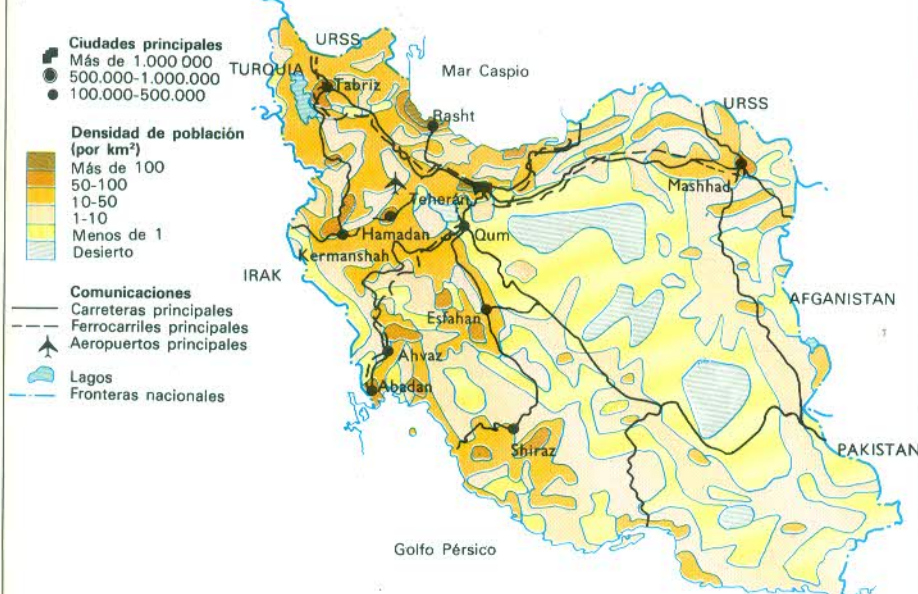 Ciudades principales
Más de 1.000 000
500.000-1.000.000
100.000-500.000
Densidad de población
(por km²)
Más de 100
50-100
10-50
1-10
Menos de 1
Desierto
Comunicaciones
Carreteras principales
Ferrocarriles principales
Aeropuertos principales
Lagos
Fronteras nacionales
URSS
TURQUIA
Mar Caspio
Tabriz
Rasht
URSS
Mashhad
Teherán
Hamadan
Qum
Kermanshah
IRAK
AFGANISTAN
Esfahan
Ahvaz
Abadan
Shiraz
PAKISTAN
Golfo Pérsico